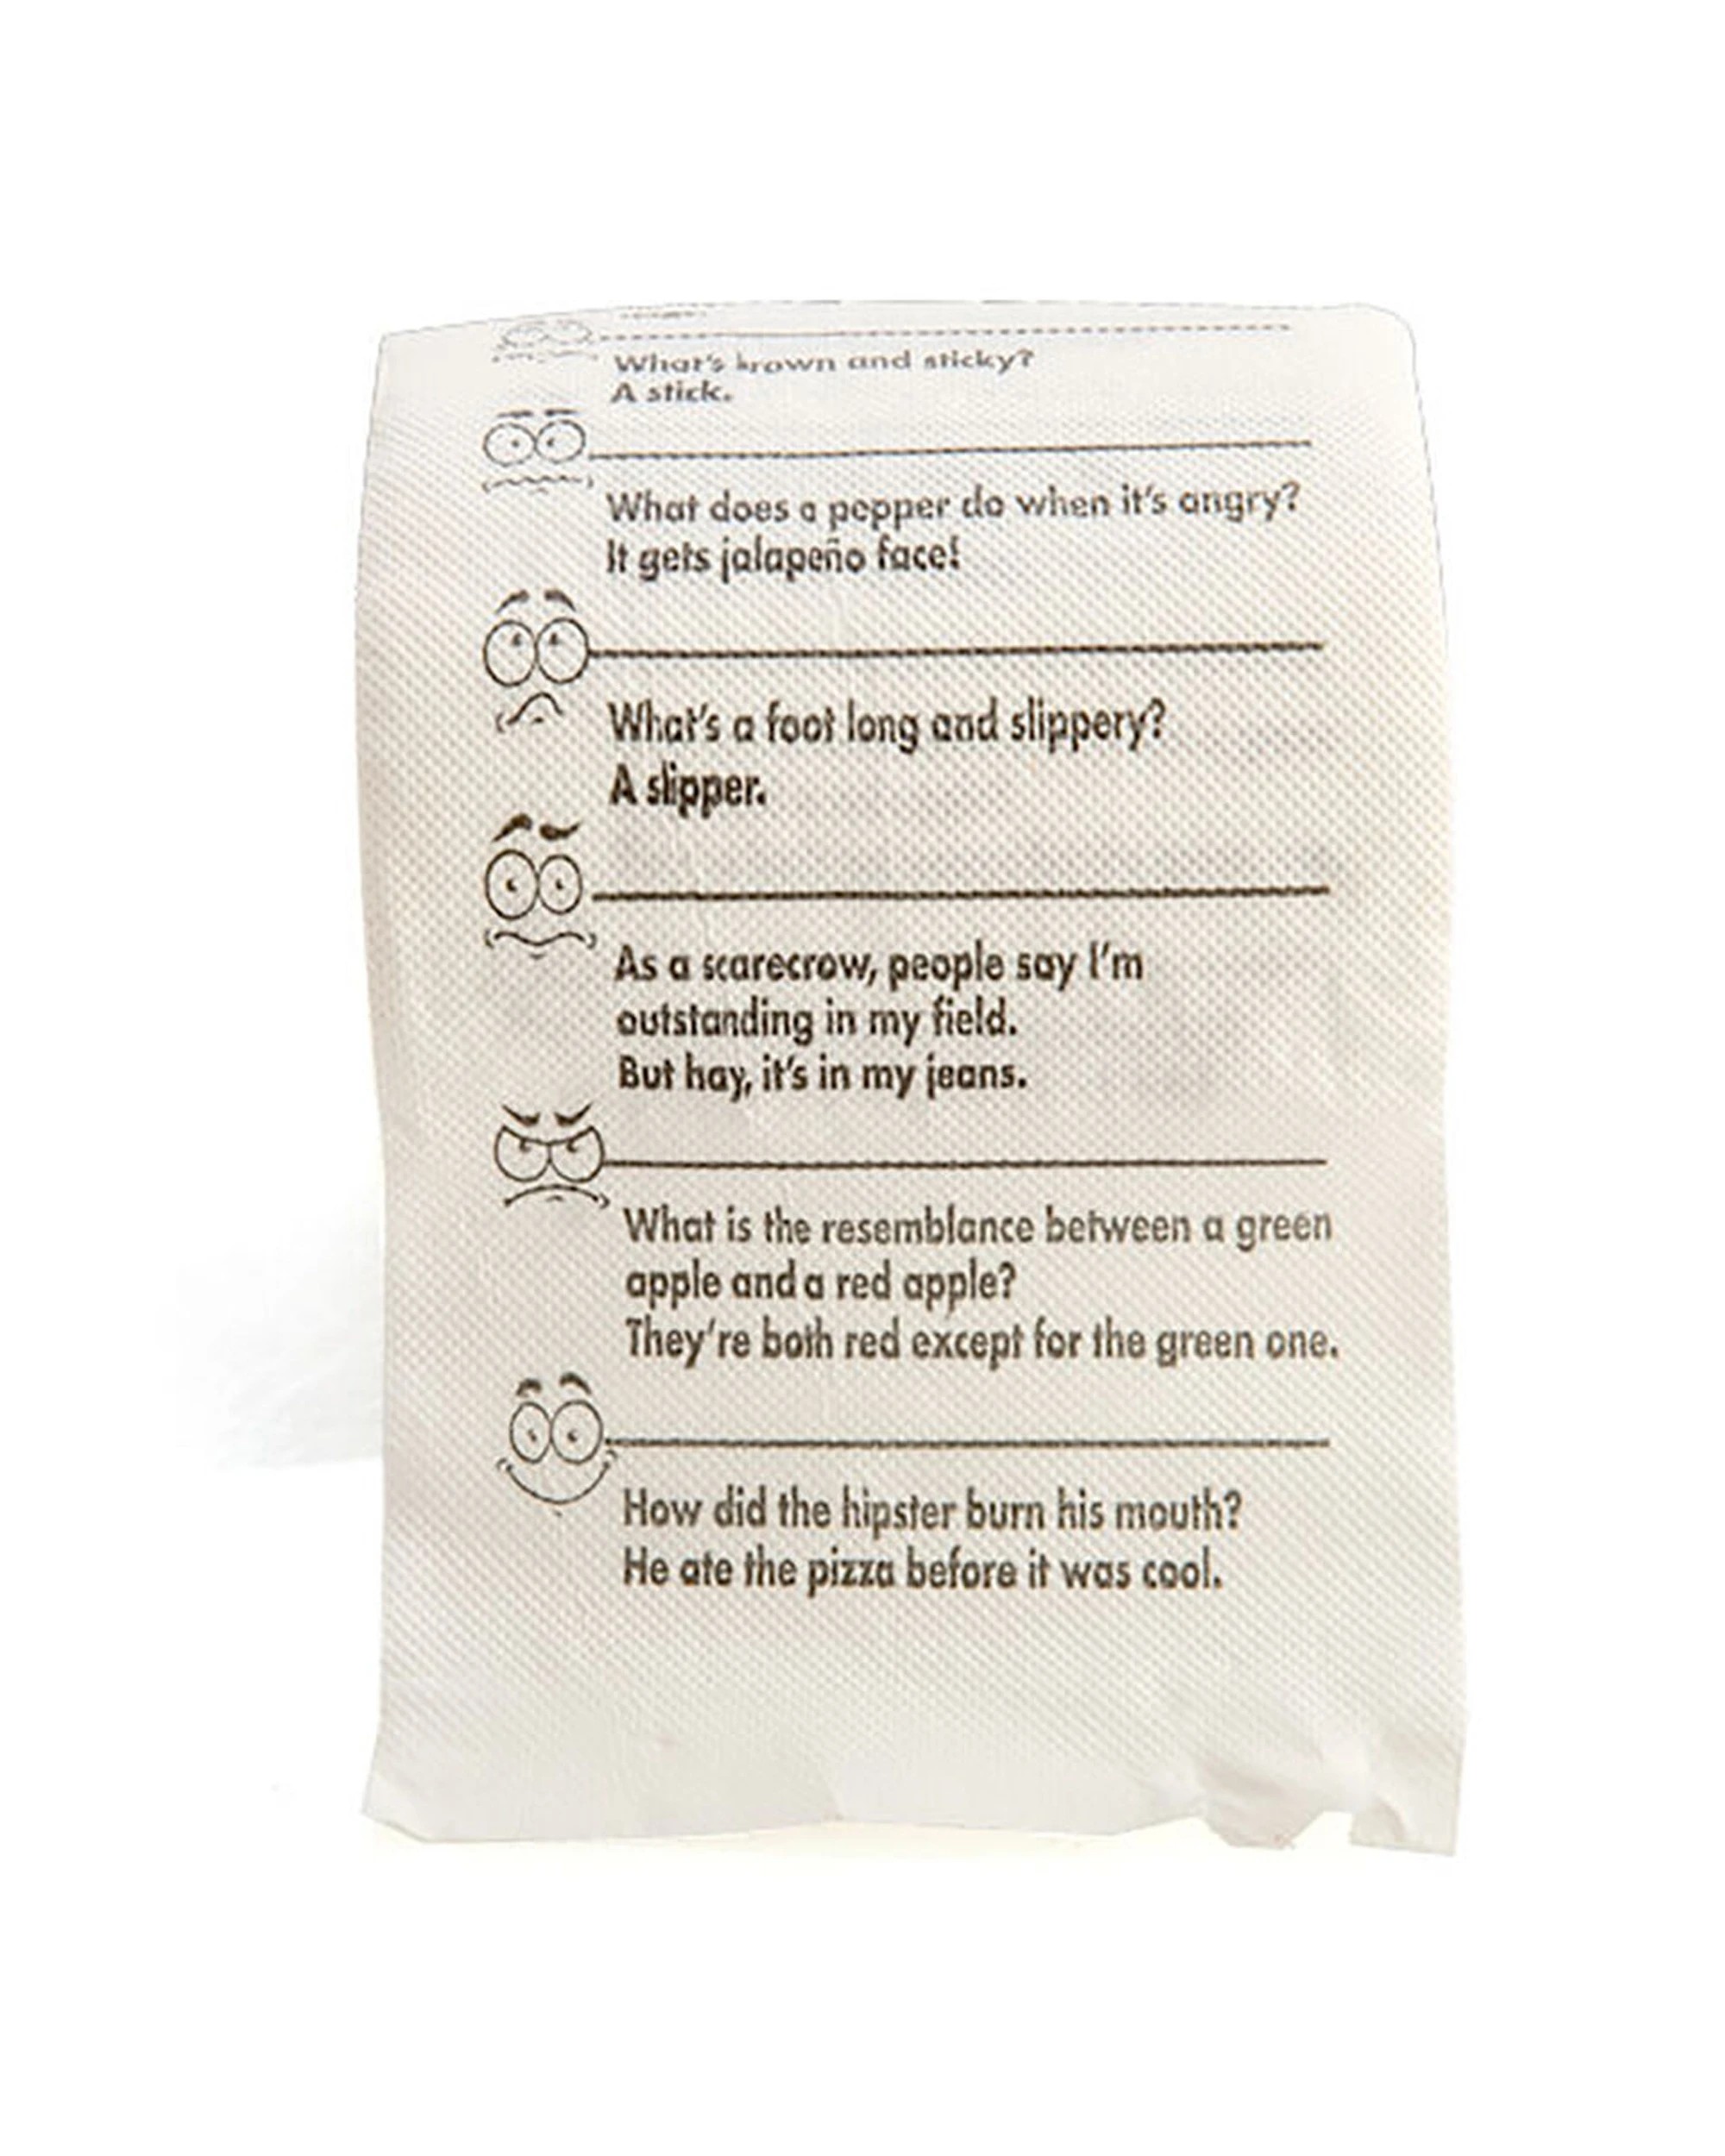 What's brown and sticky?
A stick.
What does a pepper do when it's angry?
It gets jalapeño face!
What's a foot long and slippery?
A slipper.
As a scarecrow, people say I'm
outstanding in my field.
But hay, it's in my jeans.
What is the resemblance between a green
apple and a red apple?
They're both red except for the green one.
How did the hipster burn his mouth?
He ate the pizza before it was cool.